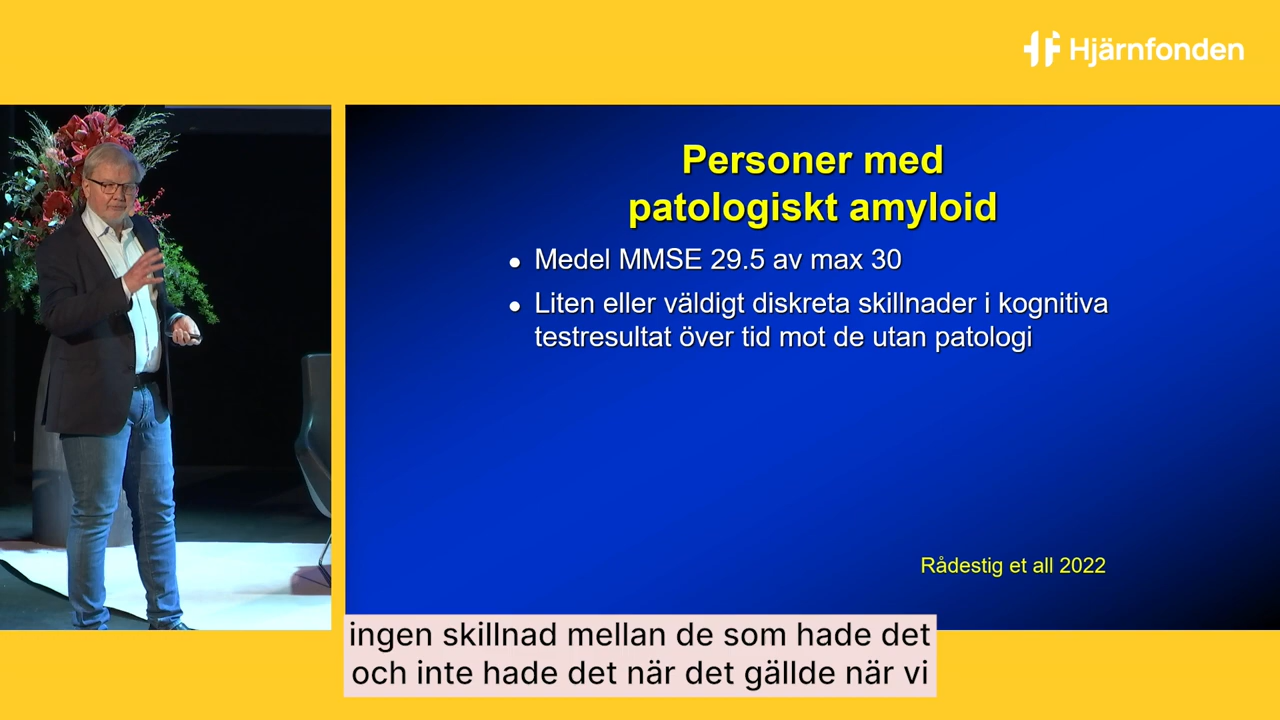 Hjärnfonden
Personer med
patologiskt amyloid
• Medel MMSE 29.5 av max 30
• Liten eller väldigt diskreta skillnader i kognitiva
testresultat över tid mot de utan patologi
Rådestig et all 2022
ingen skillnad mellan de som hade det
och inte hade det när det gällde när vi